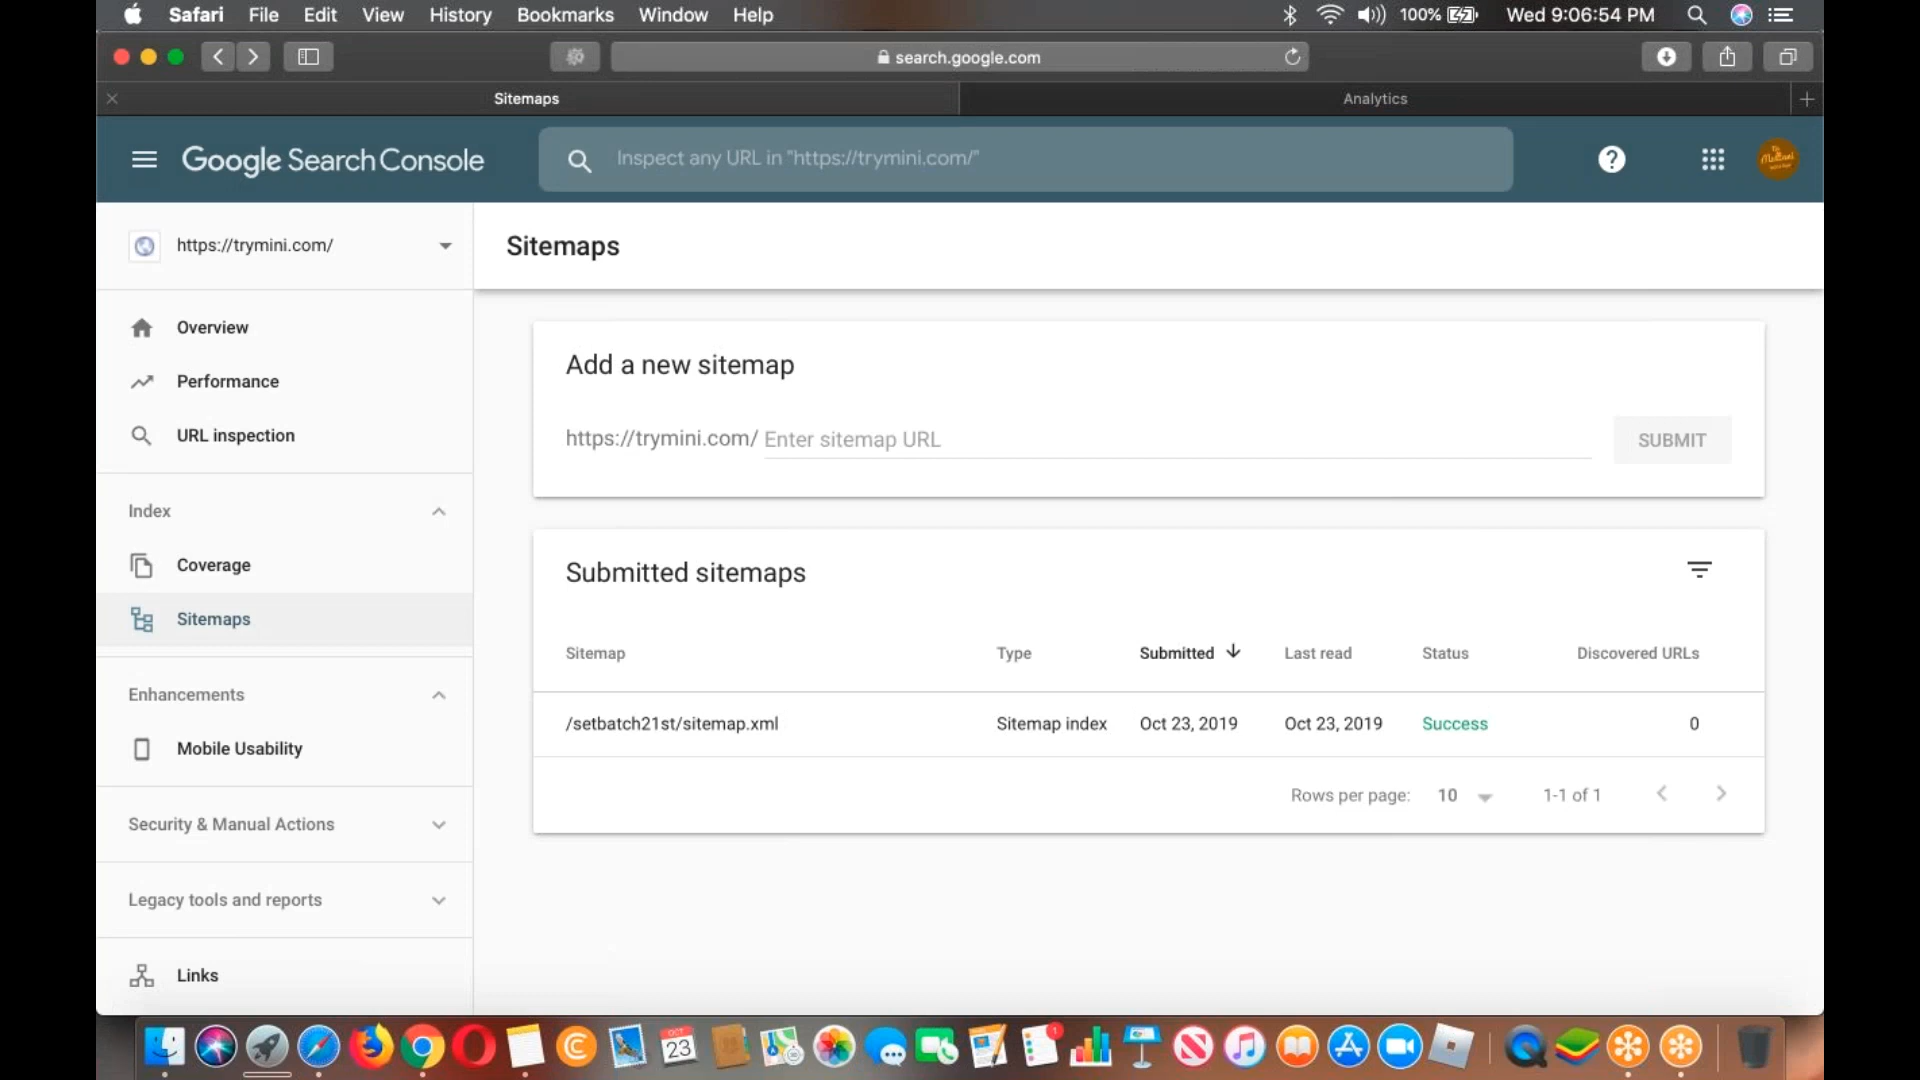 Safari File Edit View History Bookmarks Window Help 100% Wed 9:06:54 PM
search.google.com
Sitemaps Analytics
Google Search Console Inspect any URL in "https://trymini.com/"
https://trymini.com/
Sitemaps
Overview
Performance
URL inspection
Index
Coverage
Sitemaps
Enhancements
Mobile Usability
Security & Manual Actions
Legacy tools and reports
Links
Add a new sitemap
https://trymini.com/ Enter sitemap URL SUBMIT
Submitted sitemaps
Sitemap Type Submitted Last read Status Discovered URLs
/setbatch21st/sitemap.xml Sitemap index Oct 23, 2019 Oct 23, 2019 Success 0
Rows per page: 10 1-1 of 1
OCT
23
1